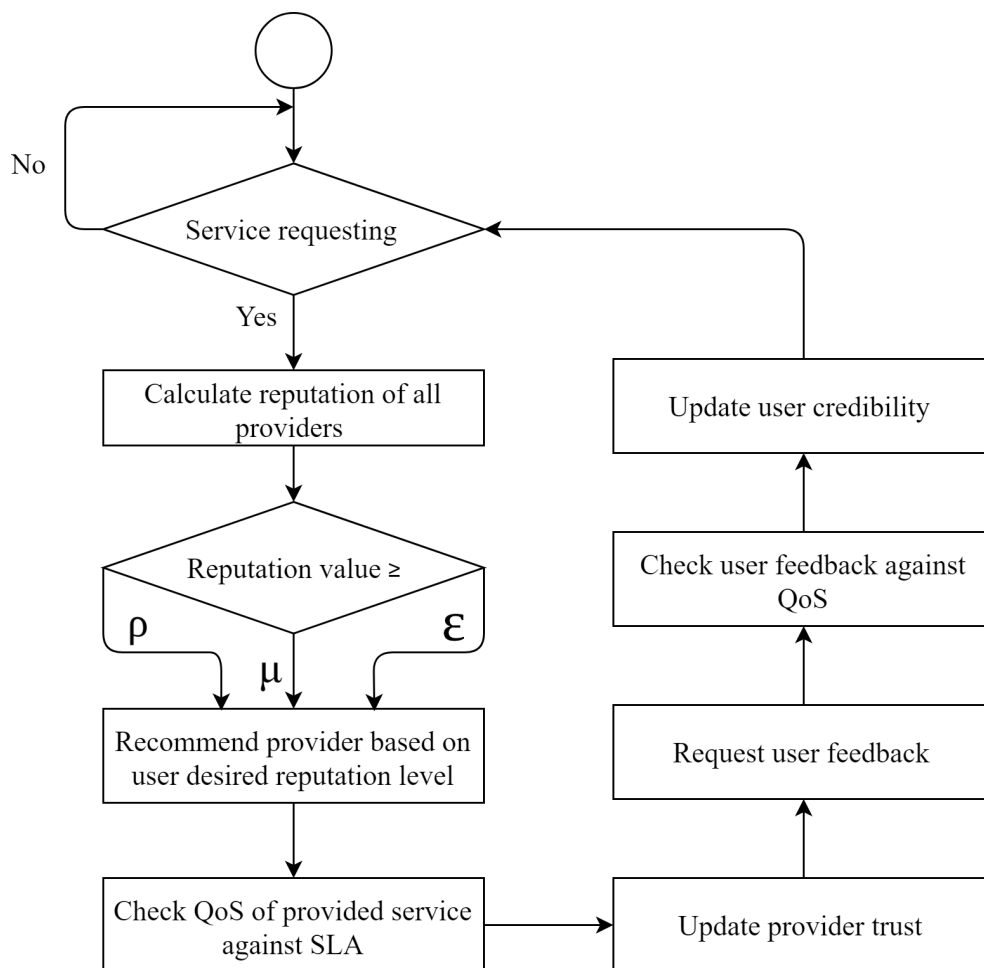 No
Service requesting
Yes
Calculate reputation of all
providers
Reputation value ≥
ρ
μ
ε
Recommend provider based on
user desired reputation level
Check QoS of provided service
against SLA
Update provider trust
Request user feedback
Check user feedback against
QoS
Update user credibility